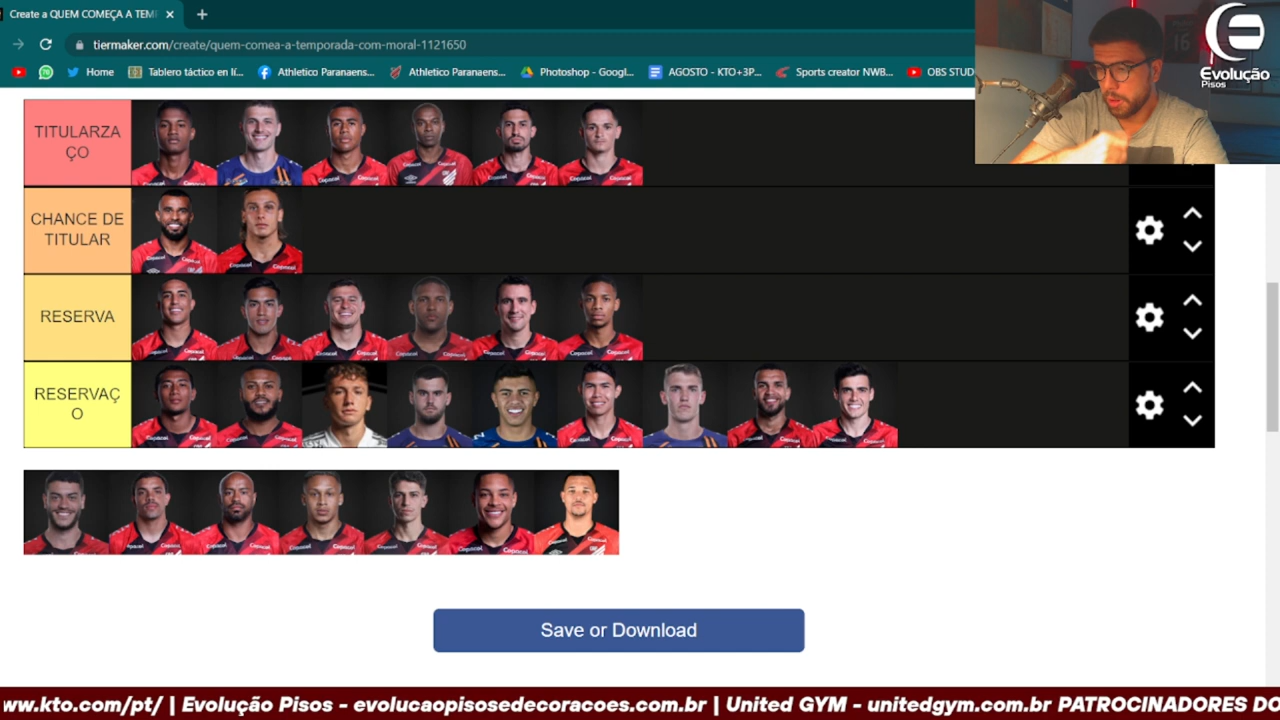 Create a QUEM COMEÇA A TEM
tiermaker.com/create/quem-comea-a-temporada-com-moral-1121650
Home
Tablero táctico en lí...
Athletico Paranaens...
Athletico Paranaens...
Photoshop - Googl...
AGOSTO - KTO+3P...
Sports creator NWB...
OBS STUD
16
Evolução
Pisos
TITULARZA
ÇO
CHANCE DE
TITULAR
RESERVA
RESERVAÇ
O
Save or Download
ww.kto.com/pt/ | Evolução Pisos - evolucaopisosedecoracoes.com.br | United GYM - unitedgym.com.br PATROCINADORES DO